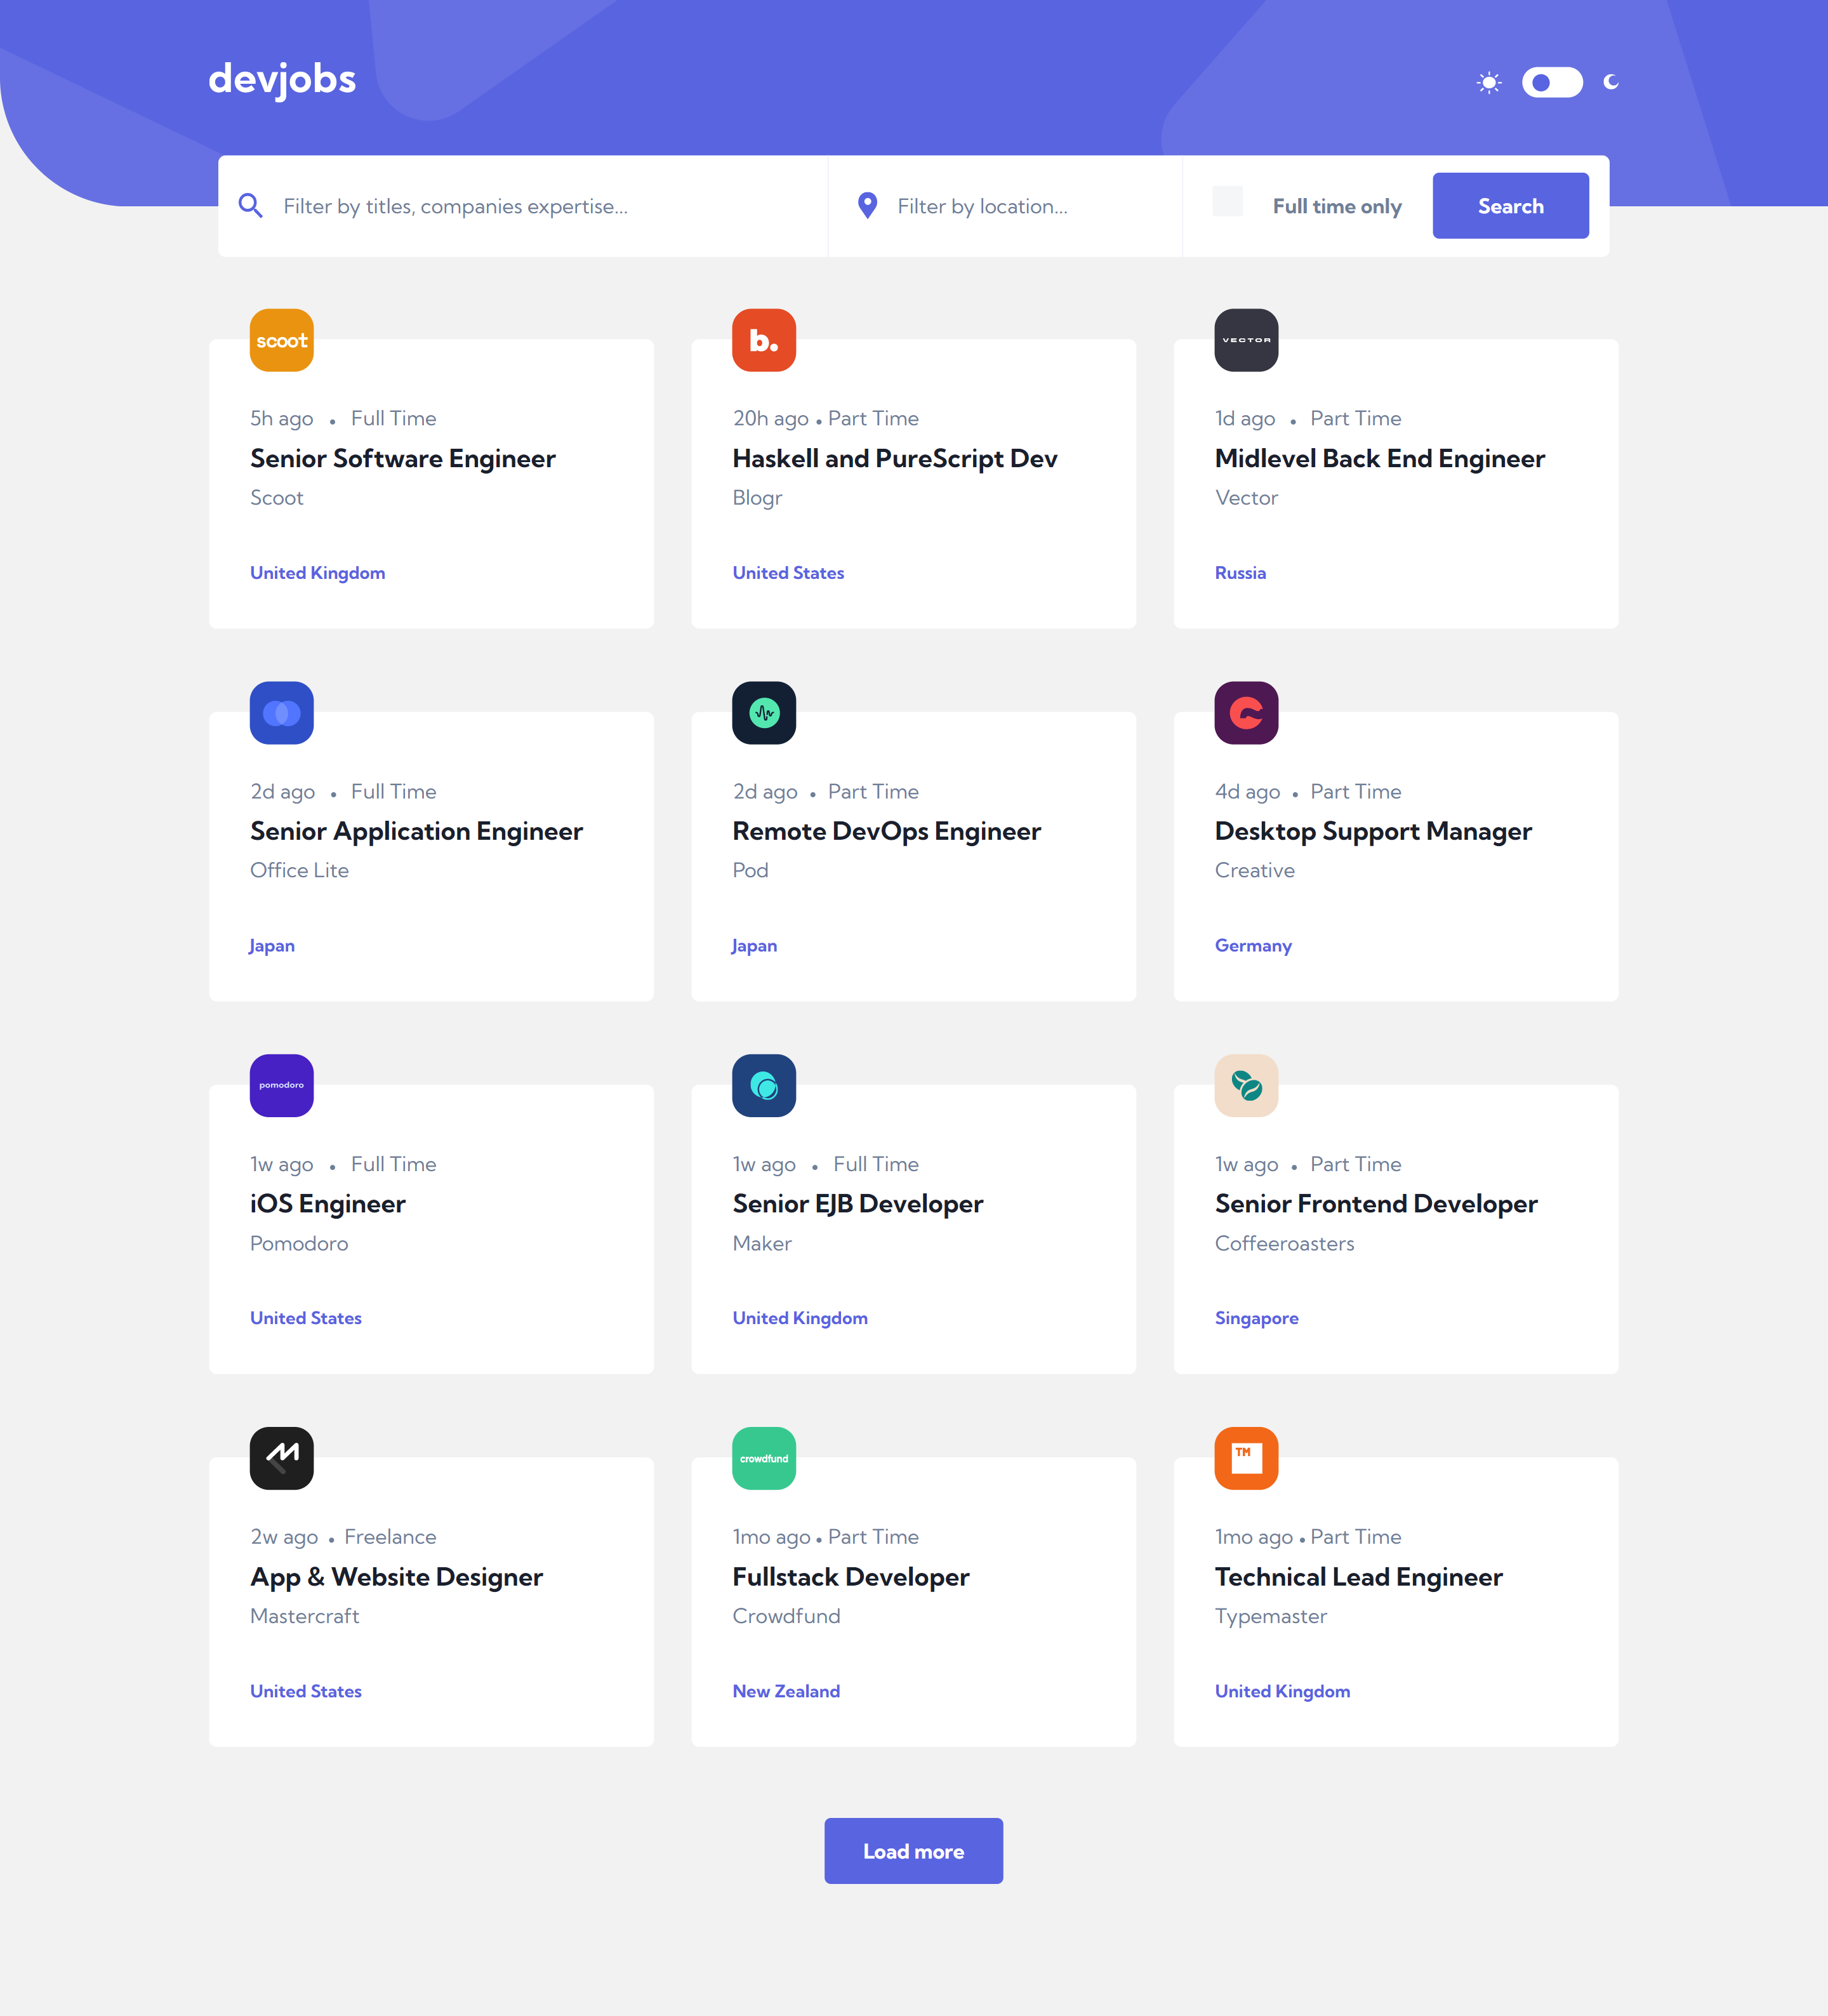 devjobs
Filter by titles, companies expertise...
Filter by location...
Full time only
Search
scoot
5h ago • Full Time
Senior Software Engineer
Scoot
United Kingdom
b.
20h ago • Part Time
Haskell and PureScript Dev
Blogr
United States
VECTOR
1d ago • Part Time
Midlevel Back End Engineer
Vector
Russia
2d ago • Full Time
Senior Application Engineer
Office Lite
Japan
2d ago • Part Time
Remote DevOps Engineer
Pod
Japan
4d ago • Part Time
Desktop Support Manager
Creative
Germany
pomodoro
1w ago • Full Time
iOS Engineer
Pomodoro
United States
1w ago • Full Time
Senior EJB Developer
Maker
United Kingdom
1w ago • Part Time
Senior Frontend Developer
Coffeeroasters
Singapore
2w ago • Freelance
App & Website Designer
Mastercraft
United States
crowdfund
1mo ago • Part Time
Fullstack Developer
Crowdfund
New Zealand
TM
1mo ago • Part Time
Technical Lead Engineer
Typemaster
United Kingdom
Load more